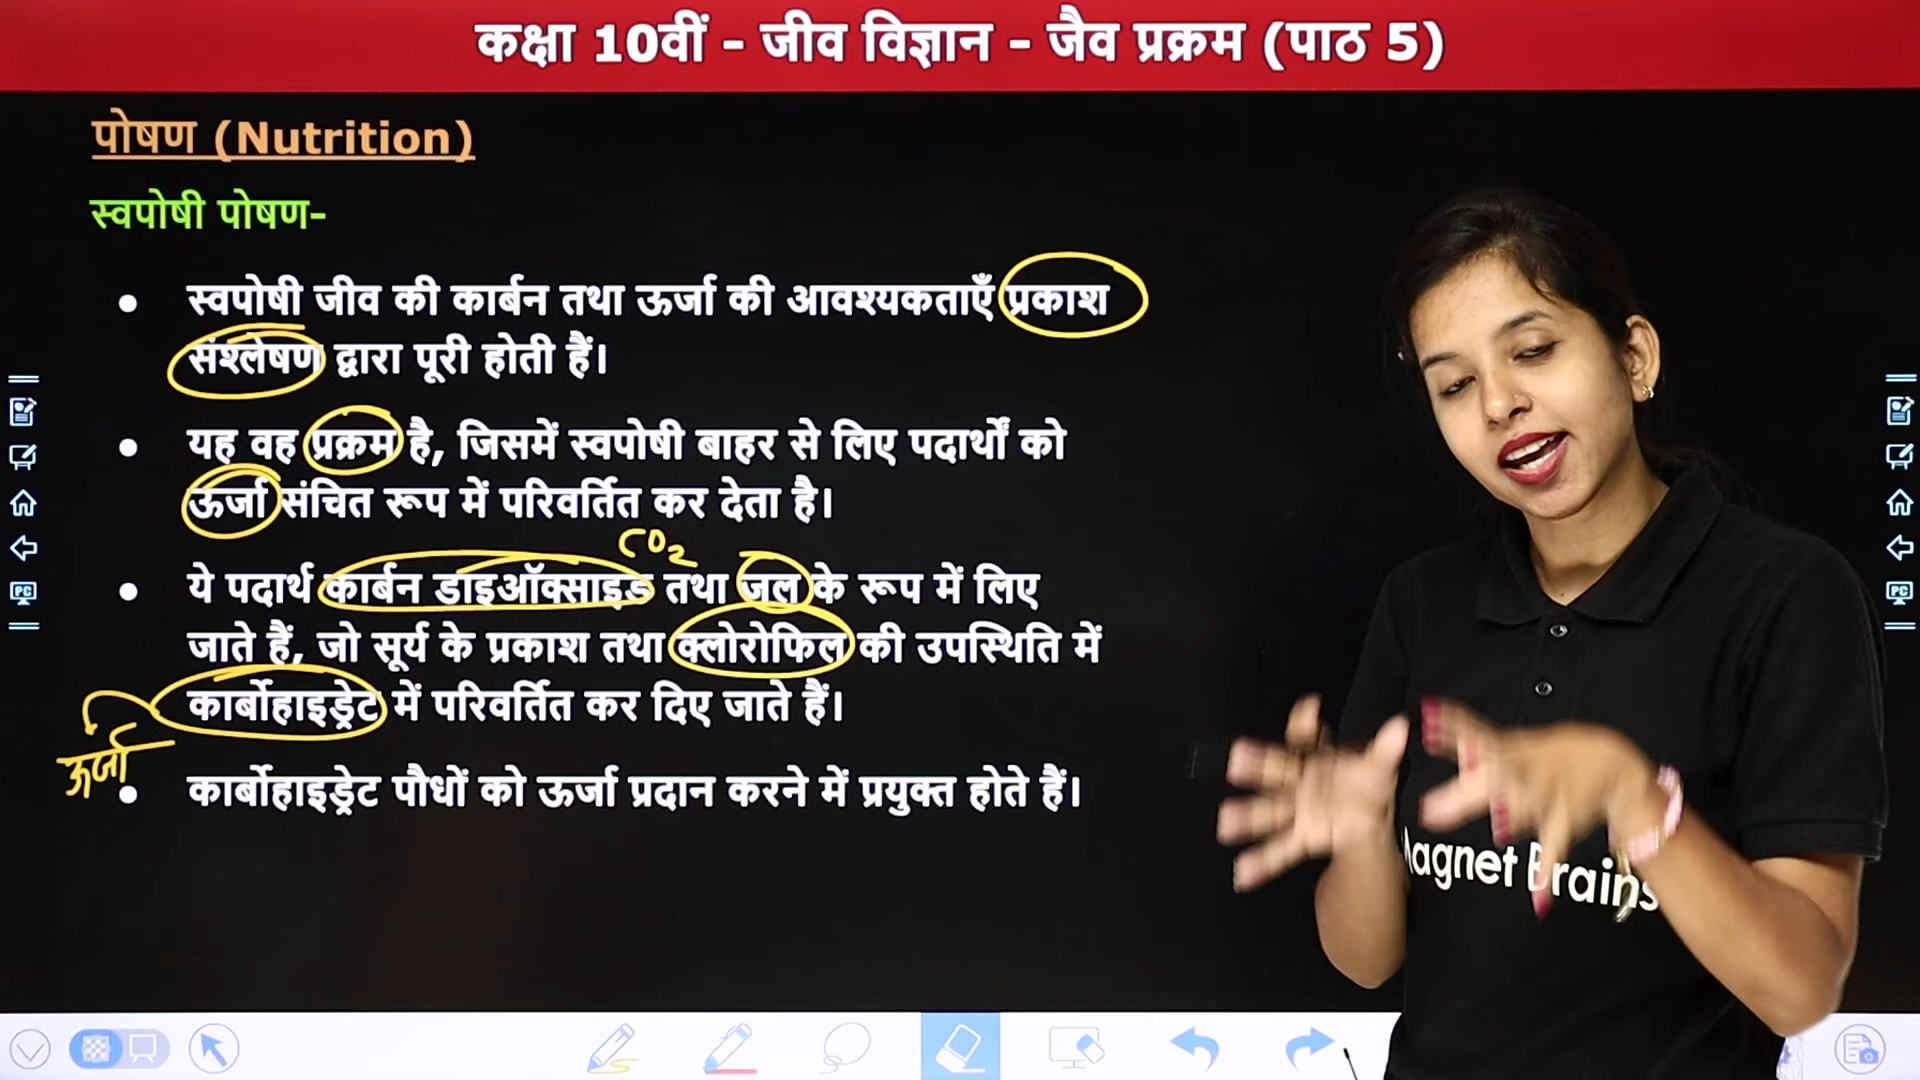 कक्षा 10वीं - जीव विज्ञान - जैव प्रक्रम (पाठ 5)
पोषण (Nutrition)
स्वपोषी पोषण-
• स्वपोषी जीव की कार्बन तथा ऊर्जा की आवश्यकताएँ प्रकाश
संश्लेषण द्वारा पूरी होती हैं।
• यह वह प्रक्रम है, जिसमें स्वपोषी बाहर से लिए पदार्थों को
ऊर्जा संचित रूप में परिवर्तित कर देता है।
CO2
• ये पदार्थ कार्बन डाइऑक्साइड तथा जल के रूप में लिए
जाते हैं, जो सूर्य के प्रकाश तथा क्लोरोफिल की उपस्थिति में
कार्बोहाइड्रेट में परिवर्तित कर दिए जाते हैं।
ऊर्जा
• कार्बोहाइड्रेट पौधों को ऊर्जा प्रदान करने में प्रयुक्त होते हैं।
Magnet Brains
PC
PC